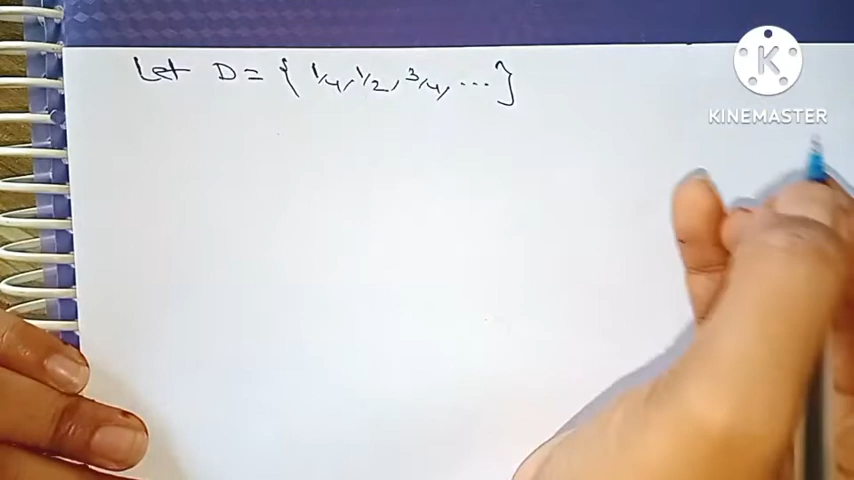 Let D = { 1/4, 1/2, 3/4, ... }
K
KINEMASTER